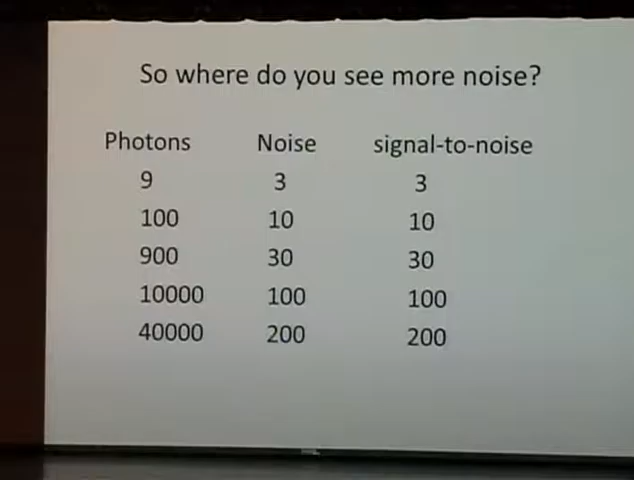 So where do you see more noise?
Photons Noise signal-to-noise
9 3 3
100 10 10
900 30 30
10000 100 100
40000 200 200